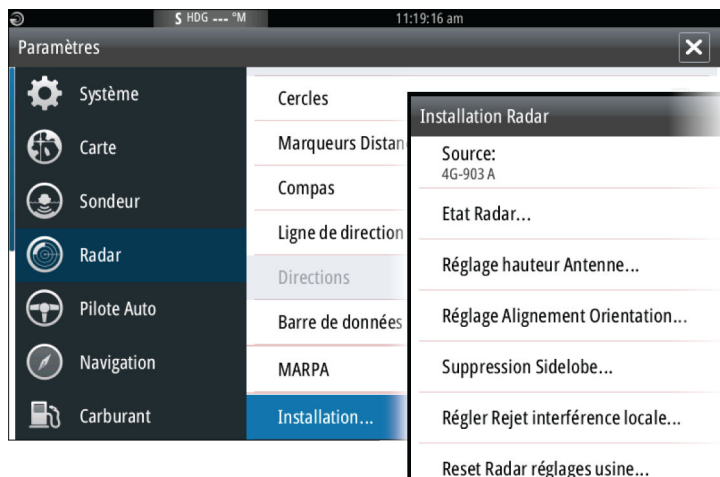 S HDG --- °M
11:19:16 am
Paramètres
Système
Carte
Sondeur
Radar
Pilote Auto
Navigation
Carburant
Cercles
Marqueurs Distan
Compas
Ligne de direction
Directions
Barre de données
MARPA
Installation...
Installation Radar
Source:
4G-903 A
Etat Radar...
Réglage hauteur Antenne...
Réglage Alignement Orientation...
Suppression Sidelobe...
Régler Rejet interférence locale...
Reset Radar réglages usine...